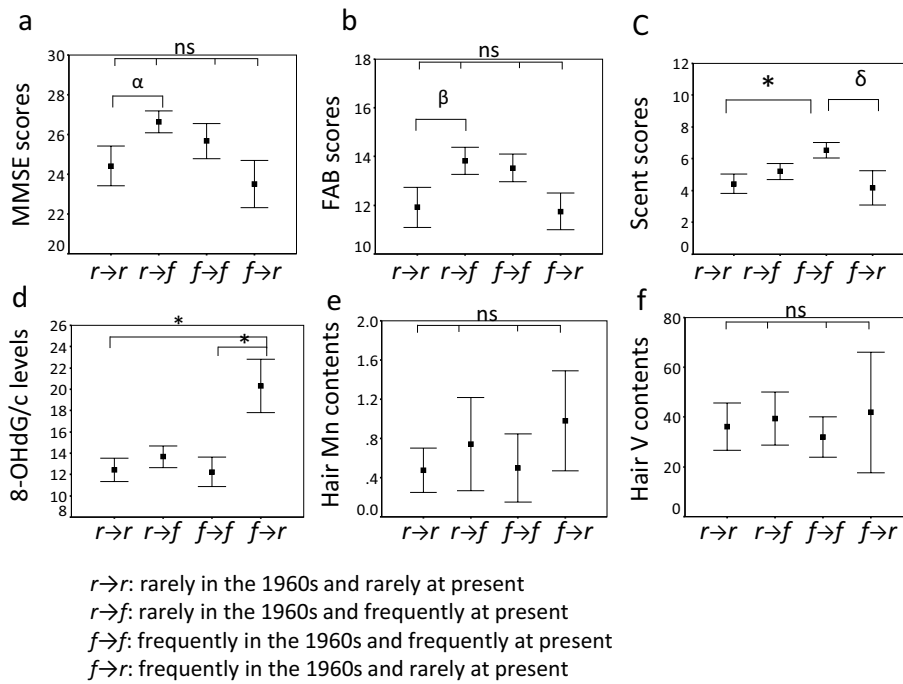 a
ns
α
MMSE scores
30
28
26
24
22
20
r→r r→f f→f f→r
b
ns
β
FAB scores
18
16
14
12
10
r→r r→f f→f f→r
c
*
δ
Scent scores
12
10
8
6
4
2
0
r→r r→f f→f f→r
d
*
*
8-OHdG/c levels
26
24
22
20
18
16
14
12
10
8
r→r r→f f→f f→r
e
ns
Hair Mn contents
2.0
1.6
1.2
.8
.4
.0
r→r r→f f→f f→r
f
ns
Hair V contents
80
60
40
20
0
r→r r→f f→f f→r
r→r: rarely in the 1960s and rarely at present
r→f: rarely in the 1960s and frequently at present
f→f: frequently in the 1960s and frequently at present
f→r: frequently in the 1960s and rarely at present